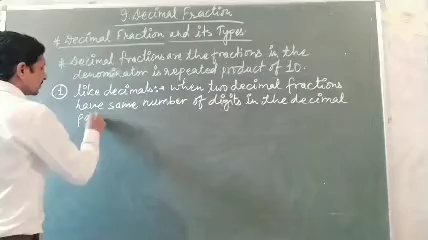 9. Decimal Fraction
* Decimal Fraction and its Types:
* Decimal fractions are the fractions in the
denominator is repeated product of 10.
① Like decimals:→ when two decimal fractions
have same number of digits in the decimal
pa